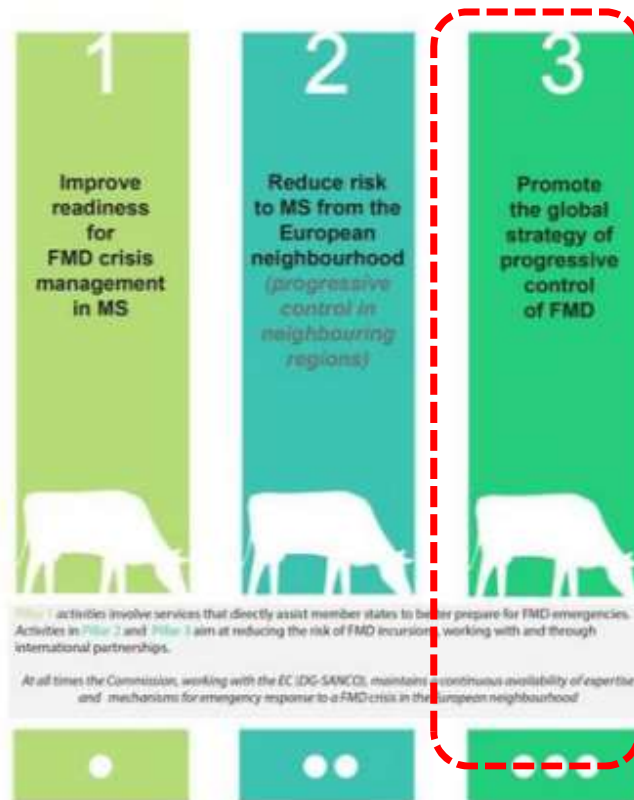 1
Improve
readiness
for
FMD crisis
management
in MS
2
Reduce risk
to MS from the
European
neighbourhood
(progressive
control in
neighbouring
regions)
3
Promote
the global
strategy of
progressive
control
of FMD
Pillar 1 activities involve services that directly assist member states to better prepare for FMD emergencies.
Activities in Pillar 2 and Pillar 3 aim at reducing the risk of FMD incursions, working with and through
international partnerships.
At all times the Commission, working with the EC (DG-SANCO), maintains a continuous availability of expertise
and mechanisms for emergency response to a FMD crisis in the European neighbourhood